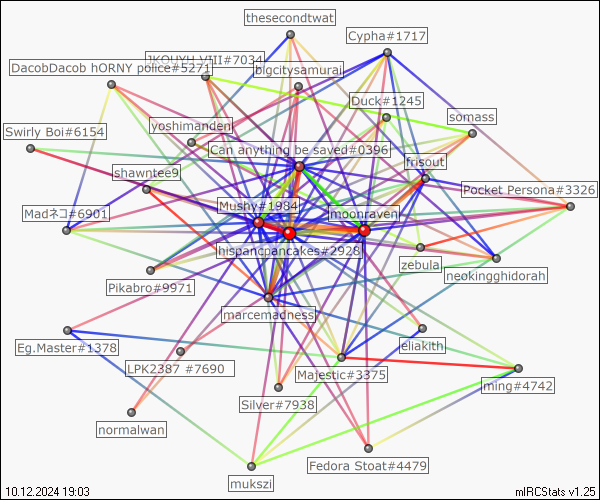 thesecondtwat
Cypha#1717
JKOUYU VIII#7034
DacobDacob hORNY police#5271
bigcitysamurai
Duck#1245
somass
yoshimanden
Swirly Boi#6154
Can anything be saved#0396
frisout
shawntee9
Pocket Persona#3326
Mushy#1984
moonraven
Madネコ#6901
hispancpancakes#2928
zebula
neokingghidorah
Pikabro#9971
marcemadness
eliakith
Eg.Master#1378
LPK2387 #7690
Majestic#3375
ming#4742
Silver#7938
normalwan
Fedora Stoat#4479
mukszi
10.12.2024 19:03
mIRCStats v1.25